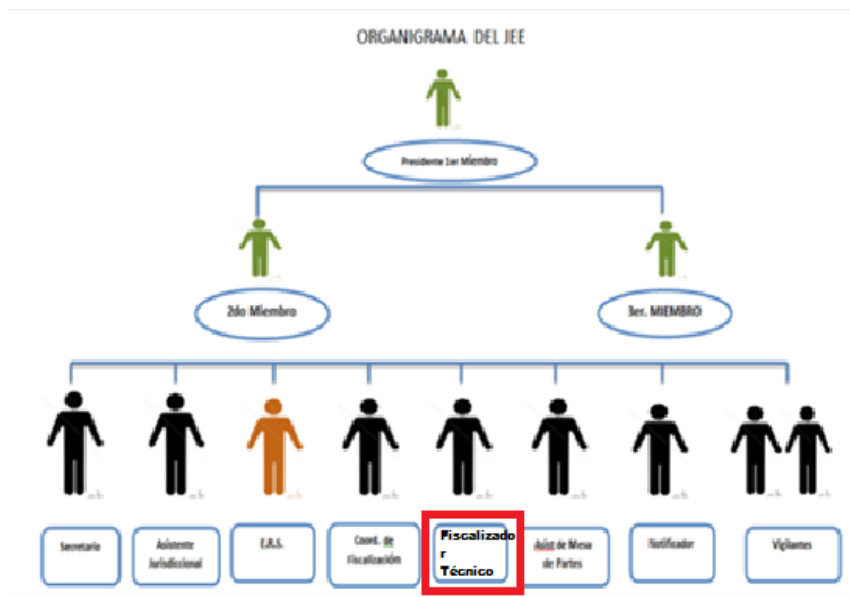 ORGANIGRAMA DEL JEE
Presidente 1er Miembro
2do Miembro
3er. MIEMBRO
Secretario
Asistente
Jurisdiccional
Coord. de
Fiscalización
Fiscalizado
r
Técnico
Asist de Mesa
de Partes
Notificador
Vigilantes